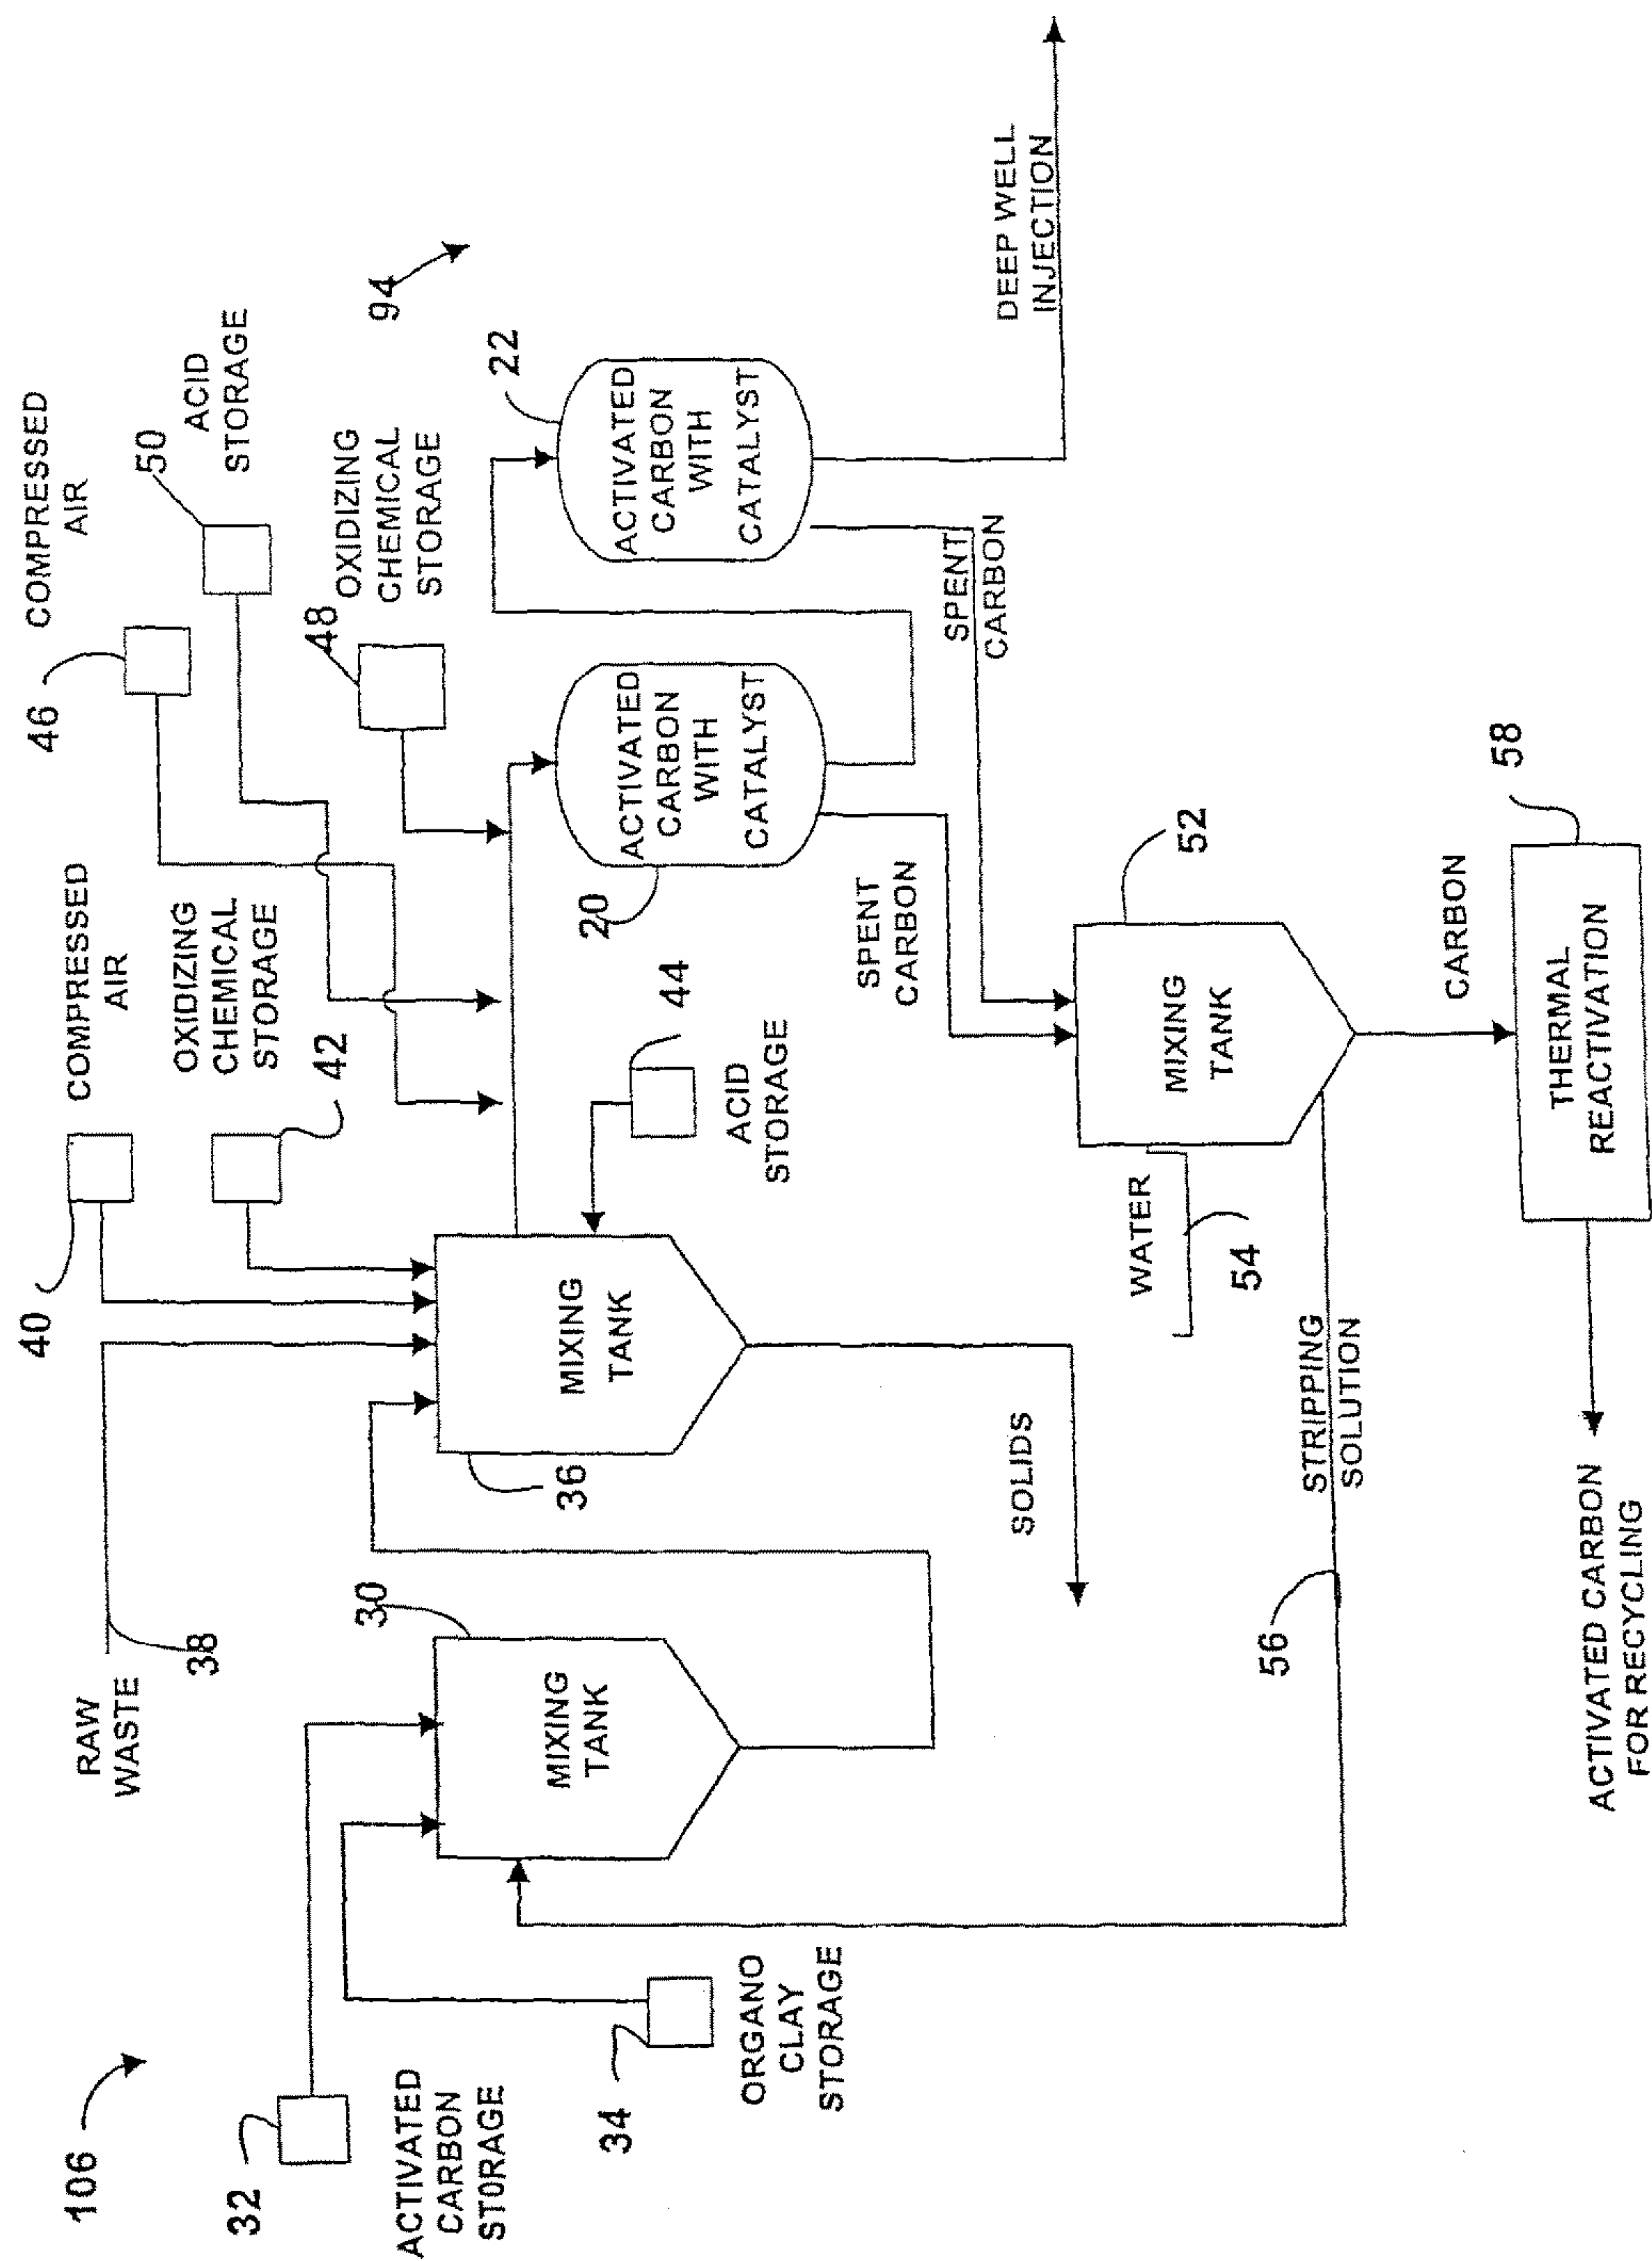 106
32
ACTIVATED
CARBON
STORAGE
34
ORGANO
CLAY
STORAGE
RAW
WASTE
38
30
MIXING
TANK
40
COMPRESSED
AIR
OXIDIZING
CHEMICAL
STORAGE
42
36
MIXING
TANK
44
ACID
STORAGE
SOLIDS
46
COMPRESSED
AIR
50
ACID
STORAGE
48
OXIDIZING
CHEMICAL
STORAGE
94
20
ACTIVATED
CARBON
WITH
CATALYST
22
ACTIVATED
CARBON
WITH
CATALYST
DEEP WELL
INJECTION
SPENT
CARBON
SPENT
CARBON
52
MIXING
TANK
WATER
54
STRIPPING
SOLUTION
56
CARBON
58
THERMAL
REACTIVATION
ACTIVATED CARBON
FOR RECYCLING